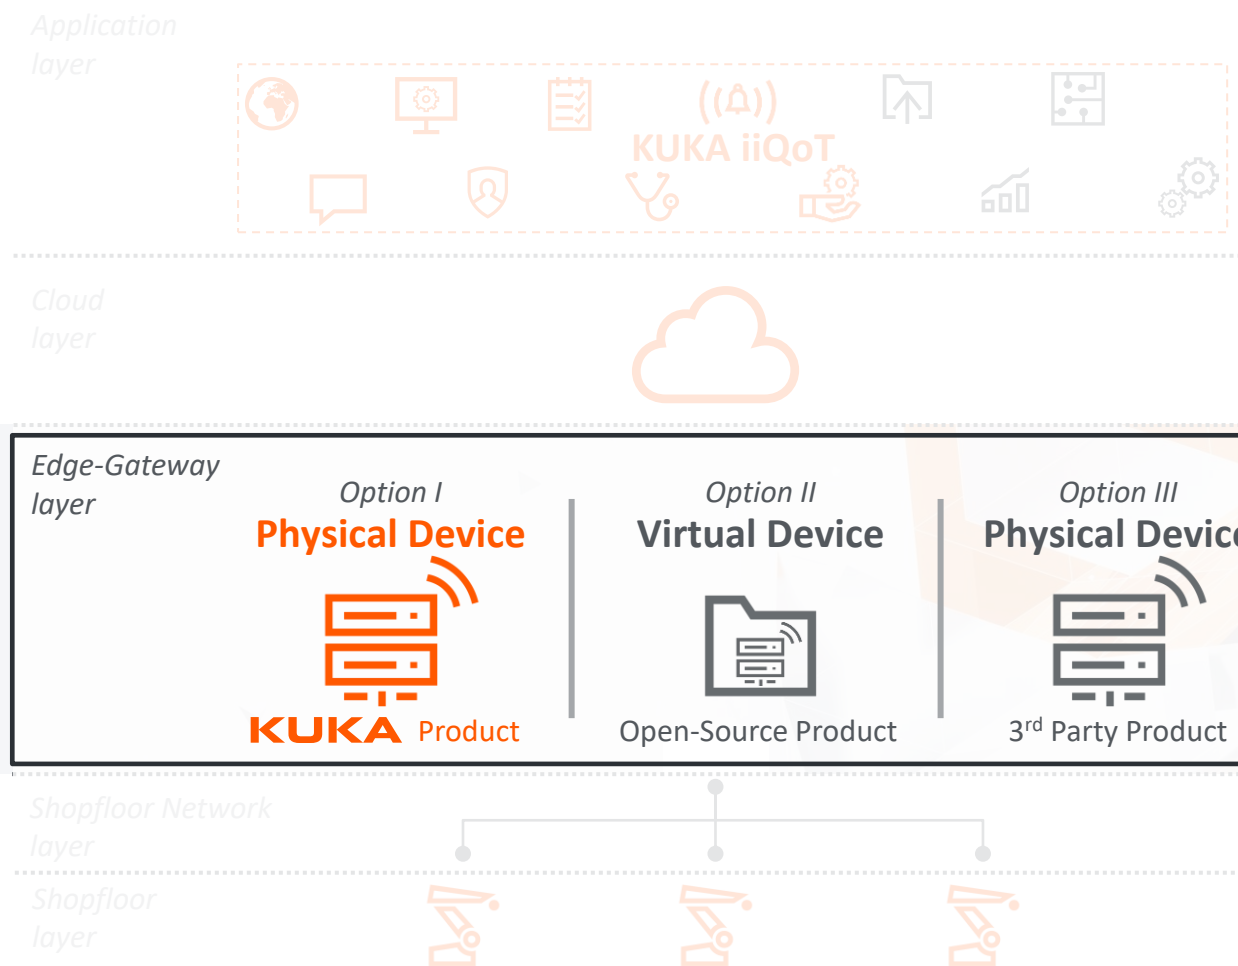 Application
layer
KUKA iiQoT
Cloud
layer
Edge-Gateway
layer
Option I
Physical Device
KUKA Product
Option II
Virtual Device
Open-Source Product
Option III
Physical Device
3rd Party Product
Shopfloor Network
layer
Shopfloor
layer